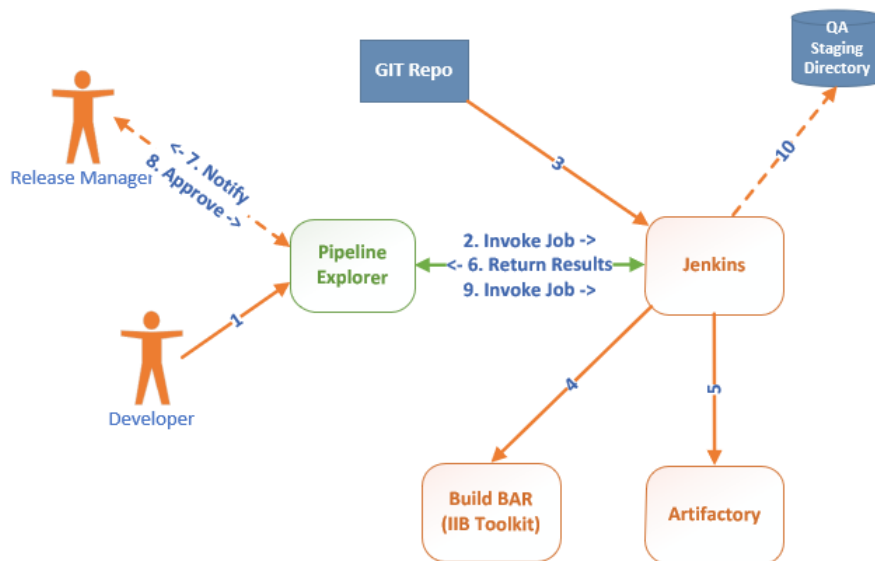 QA
Staging
Directory
GIT Repo
3
10
<- 7. Notify
8. Approve ->
Release Manager
Pipeline
Explorer
2. Invoke Job ->
<- 6. Return Results
9. Invoke Job ->
Jenkins
1
Developer
4
5
Build BAR
(IIB Toolkit)
Artifactory